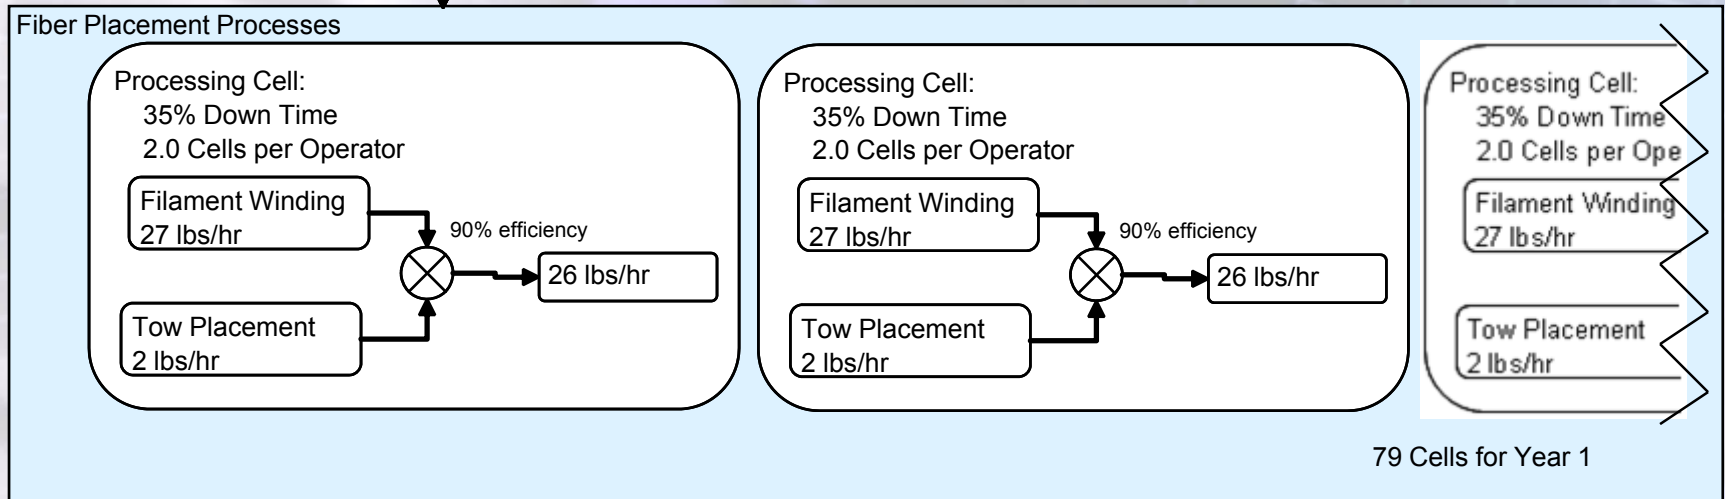 Fiber Placement Processes
Processing Cell:
35% Down Time
2.0 Cells per Operator
Filament Winding
27 lbs/hr
90% efficiency
26 lbs/hr
Tow Placement
2 lbs/hr
Processing Cell:
35% Down Time
2.0 Cells per Operator
Filament Winding
27 lbs/hr
90% efficiency
26 lbs/hr
Tow Placement
2 lbs/hr
Processing Cell:
35% Down Time
2.0 Cells per Ope
Filament Winding
27 lbs/hr
Tow Placement
2 lbs/hr
79 Cells for Year 1